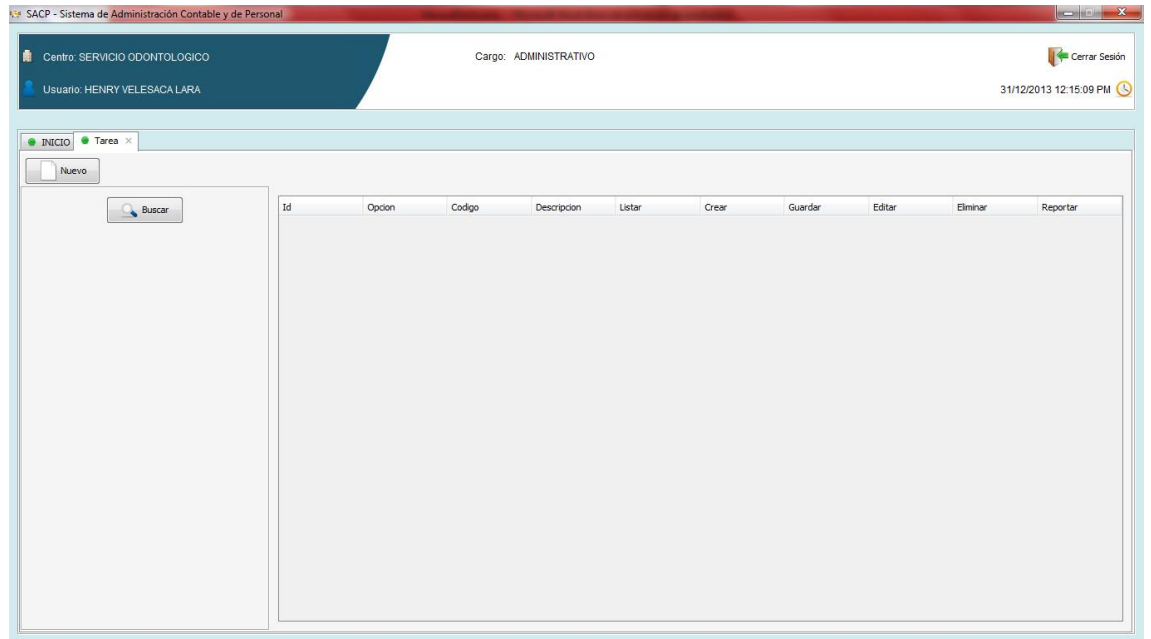 SACP - Sistema de Administración Contable y de Personal
Centro: SERVICIO ODONTOLOGICO
Cargo: ADMINISTRATIVO
Cerrar Sesión
Usuario: HENRY VELESACA LARA
31/12/2013 12:15:09 PM
INICIO Tarea
Nuevo
Buscar
Id Opcion Codigo Descripcion Listar Crear Guardar Editar Eliminar Reportar